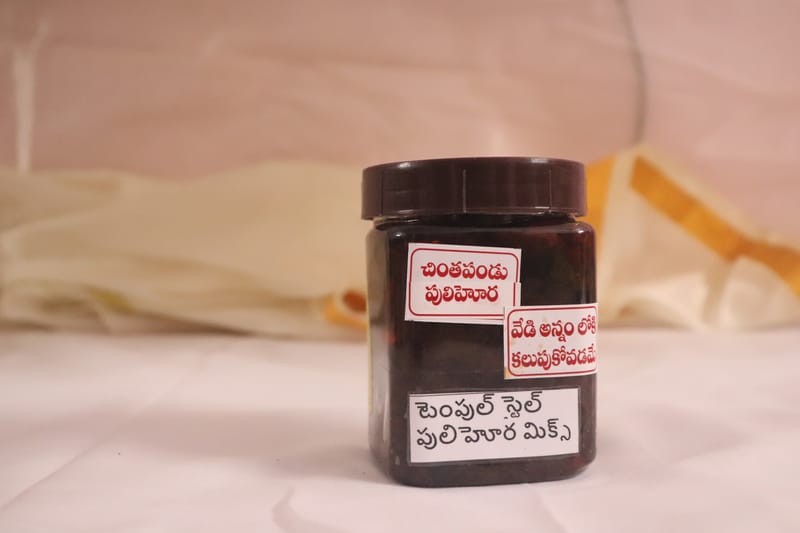 చింతపండు
పులిహెూర
వేడి అన్నం లోకి
కలుపుకోవడమే
టెంపుల్ స్టైల్
పులిహెూర మిక్స్